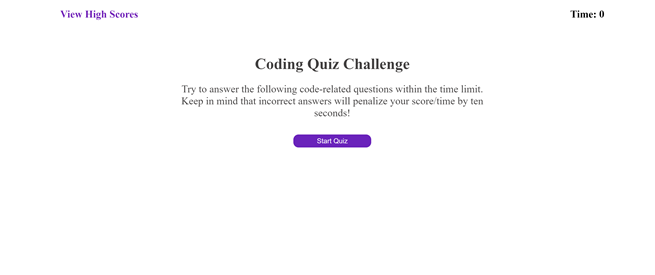 View High Scores
Time: 0
Coding Quiz Challenge
Try to answer the following code-related questions within the time limit.
Keep in mind that incorrect answers will penalize your score/time by ten
seconds!
Start Quiz